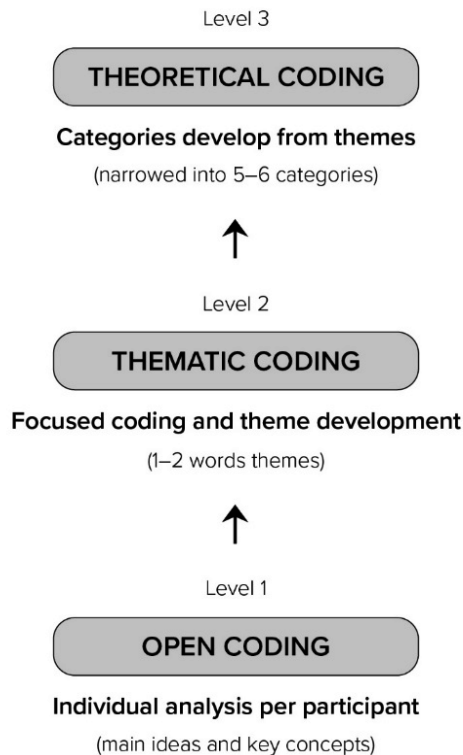 Level 3
THEORETICAL CODING
Categories develop from themes
(narrowed into 5–6 categories)
Level 2
THEMATIC CODING
Focused coding and theme development
(1–2 words themes)
Level 1
OPEN CODING
Individual analysis per participant
(main ideas and key concepts)